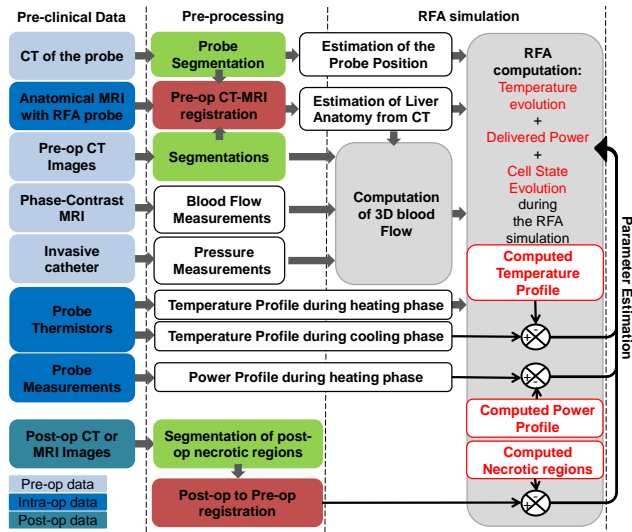 Pre-clinical Data
Pre-processing
RFA simulation
CT of the probe
Probe
Segmentation
Estimation of the
Probe Position
RFA
computation:
Temperature
evolution
+
Delivered Power
+
Cell State
Evolution
during
the RFA
simulation
Anatomical MRI
with RFA probe
Pre-op CT-MRI
registration
Estimation of Liver
Anatomy from CT
Pre-op CT
Images
Segmentations
Computation
of 3D blood
Flow
Phase-Contrast
MRI
Blood Flow
Measurements
Invasive
catheter
Pressure
Measurements
Computed
Temperature
Profile
Parameter Estimation
Probe
Thermistors
Temperature Profile during heating phase
Temperature Profile during cooling phase
+ -
Probe
Measurements
Power Profile during heating phase
+ -
Computed Power
Profile
Post-op CT or
MRI Images
Segmentation of post-
op necrotic regions
Computed
Necrotic regions
Post-op to Pre-op
registration
+ -
Pre-op data
Intra-op data
Post-op data